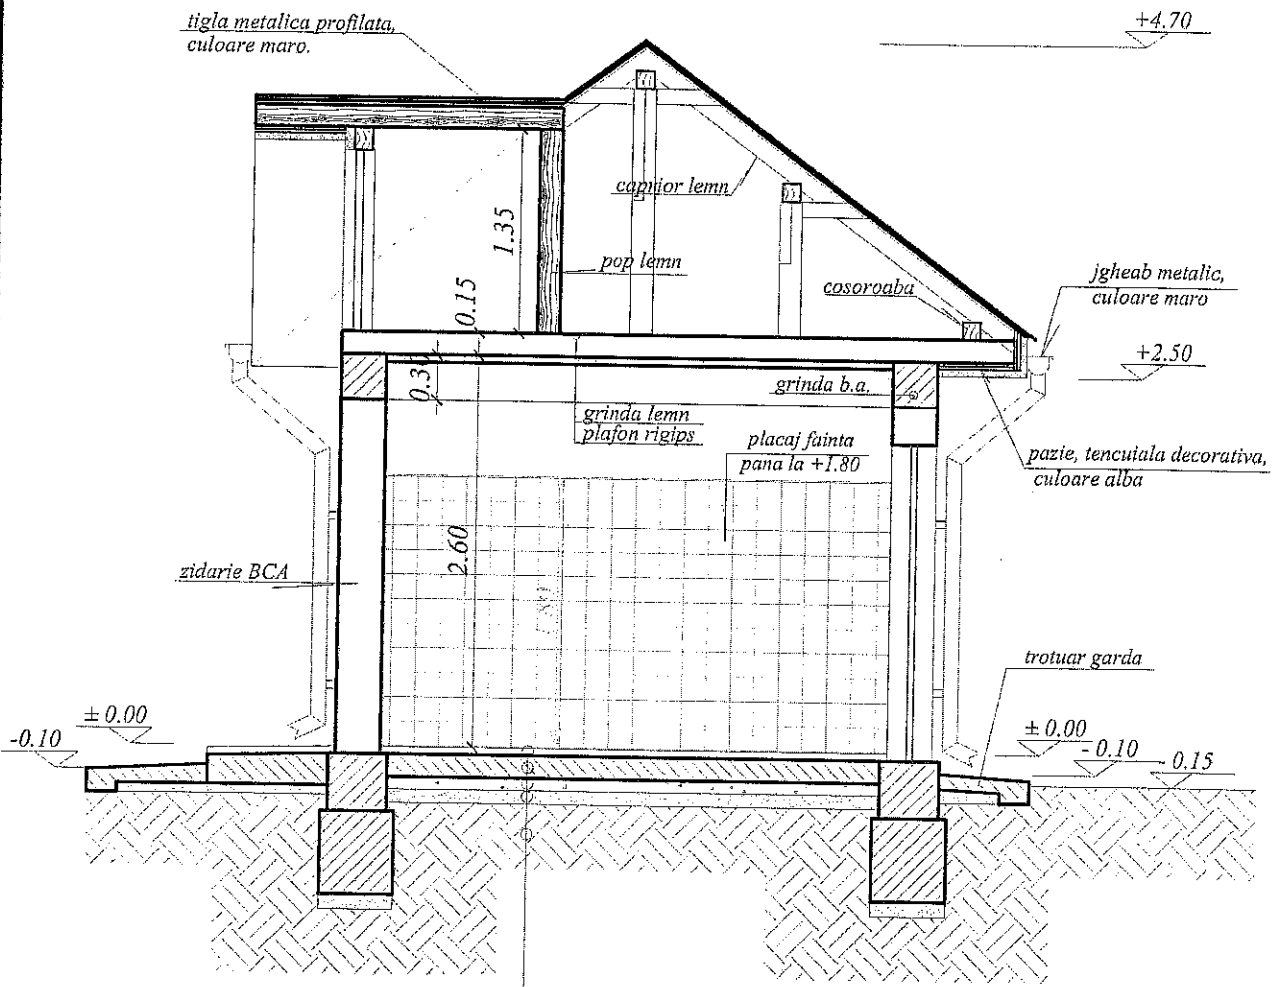 tigla metalica profilata,
culoare maro.
+4.70
caprior lemn
1.35
pop lemn
0.15
cosoroaba
jgheab metalic,
culoare maro
+2.50
0.3
grinda b.a.
grinda lemn
plafon rigips
placaj fainta
pana la +1.80
pazie, tencuiala decorativa,
culoare alba
2.60
zidarie BCA
trotuar garda
± 0.00
-0.10
± 0.00
- 0.10
- 0.15